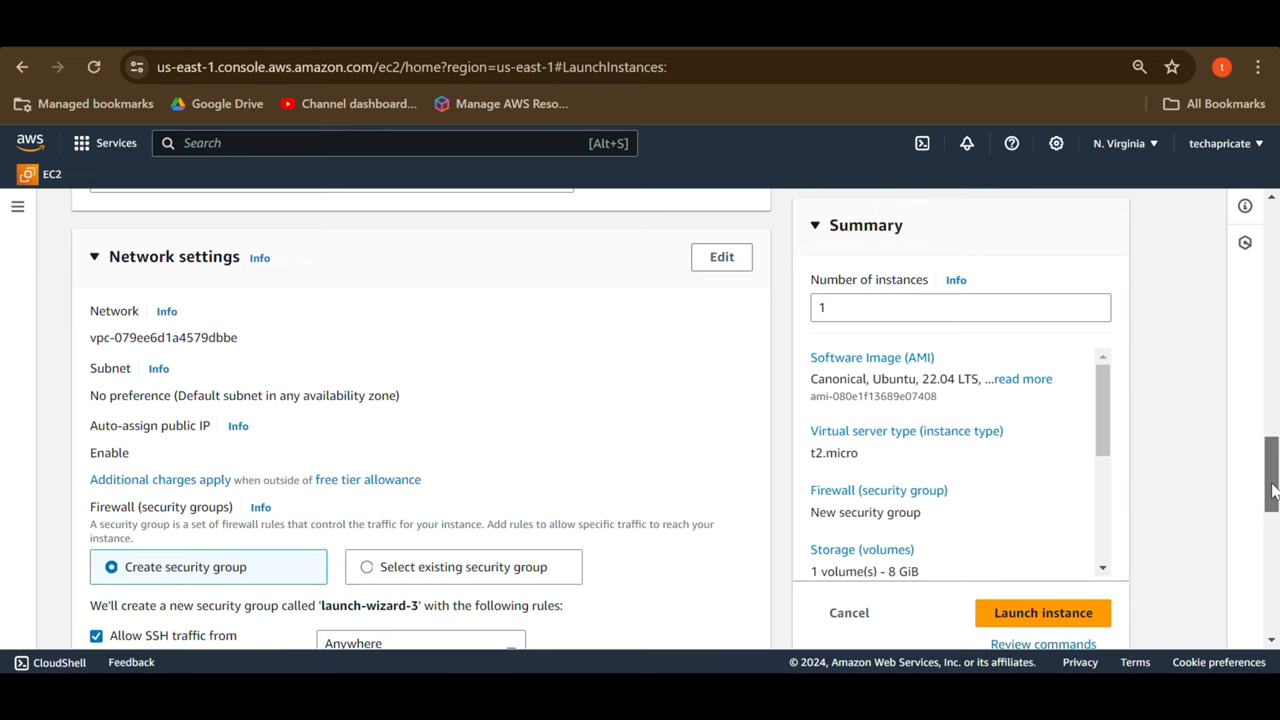 us-east-1.console.aws.amazon.com/ec2/home?region=us-east-1#LaunchInstances:
t
Managed bookmarks
Google Drive
Channel dashboard...
Manage AWS Reso...
All Bookmarks
aws
Services
Search
[Alt+S]
N. Virginia
techapricate
EC2
Network settings
Info
Edit
Network
Info
vpc-079ee6d1a4579dbbe
Subnet
Info
No preference (Default subnet in any availability zone)
Auto-assign public IP
Info
Enable
Additional charges apply when outside of free tier allowance
Firewall (security groups)
Info
A security group is a set of firewall rules that control the traffic for your instance. Add rules to allow specific traffic to reach your
instance.
Create security group
Select existing security group
We'll create a new security group called 'launch-wizard-3' with the following rules:
Allow SSH traffic from
Anywhere
Summary
Number of instances
Info
1
Software Image (AMI)
Canonical, Ubuntu, 22.04 LTS, ...read more
ami-080e1f13689e07408
Virtual server type (instance type)
t2.micro
Firewall (security group)
New security group
Storage (volumes)
1 volume(s) - 8 GiB
Cancel
Launch instance
Review commands
CloudShell
Feedback
© 2024, Amazon Web Services, Inc. or its affiliates.
Privacy
Terms
Cookie preferences